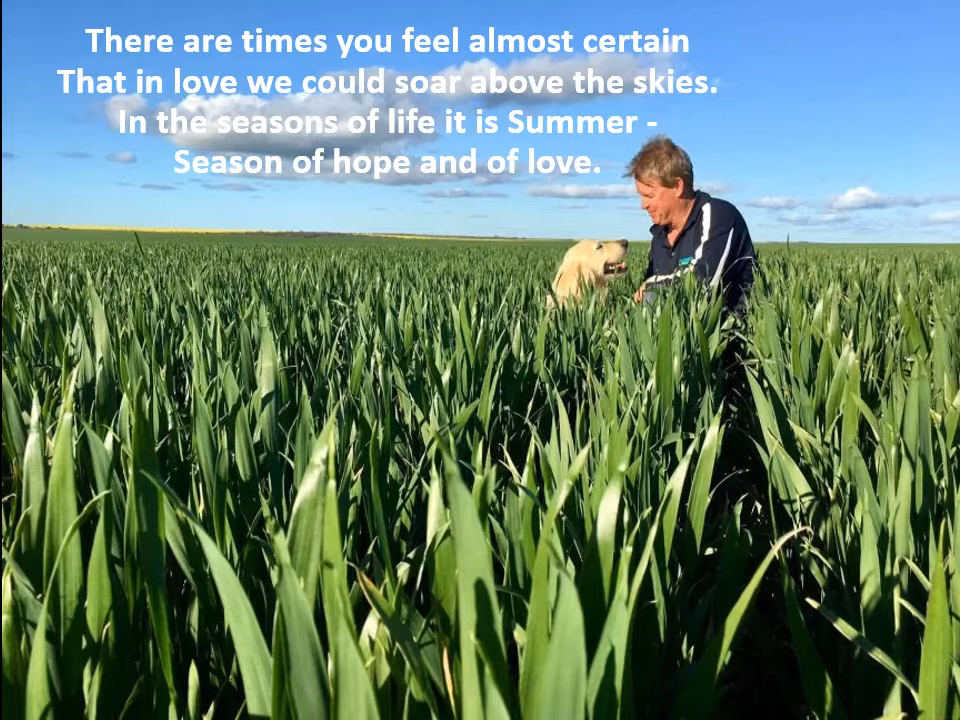 There are times you feel almost certain
That in love we could soar above the skies.
In the seasons of life it is Summer -
Season of hope and of love.